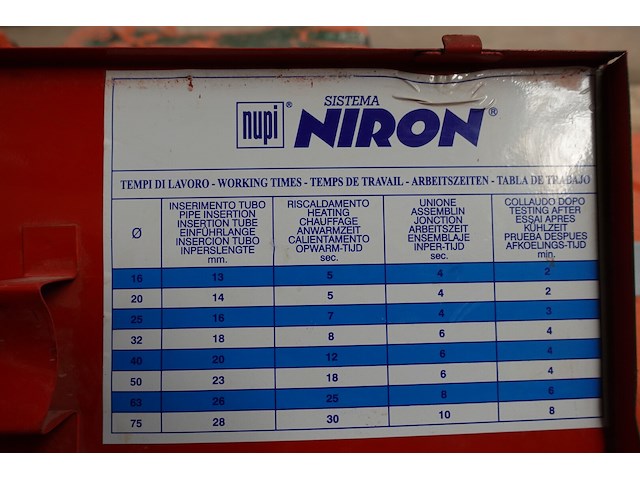 SISTEMA
nupi ® NIRON ®
TEMPI DI LAVORO - WORKING TIMES - TEMPS DE TRAVAIL - ARBEITSZEITEN - TABLA DE TRABAJO
Ø
INSERIMENTO TUBO
PIPE INSERTION
INSERTION TUBE
EINFÜHRLANGE
INSERCION TUBO
INPERSLENGTE
mm.
RISCALDAMENTO
HEATING
CHAUFFAGE
ANWARMZEIT
CALIENTAMENTO
OPWARM-TIJD
sec.
UNIONE
ASSEMBLIN
JONCTION
ARBEITSZEIT
ENSEMBLAJE
INPER-TIJD
sec.
COLLAUDO DOPO
TESTING AFTER
ESSAI APRES
KÜHLZEIT
PRUEBA DESPUES
AFKOELINGS-TIJD
min.
16 13 5 4 2
20 14 5 4 2
25 16 7 4 3
32 18 8 6 4
40 20 12 6 4
50 23 18 6 4
63 26 25 8 6
75 28 30 10 8